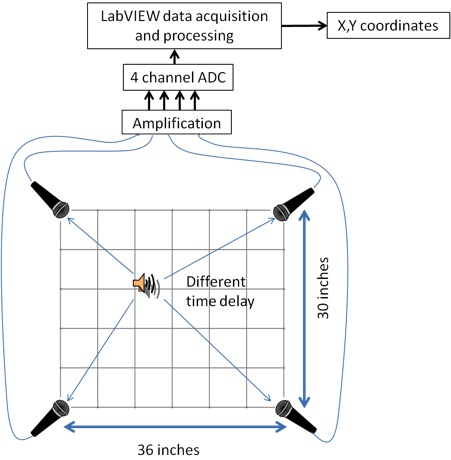 LabVIEW data acquisition
and processing
X,Y coordinates
4 channel ADC
Amplification
Different
time delay
30 inches
36 inches